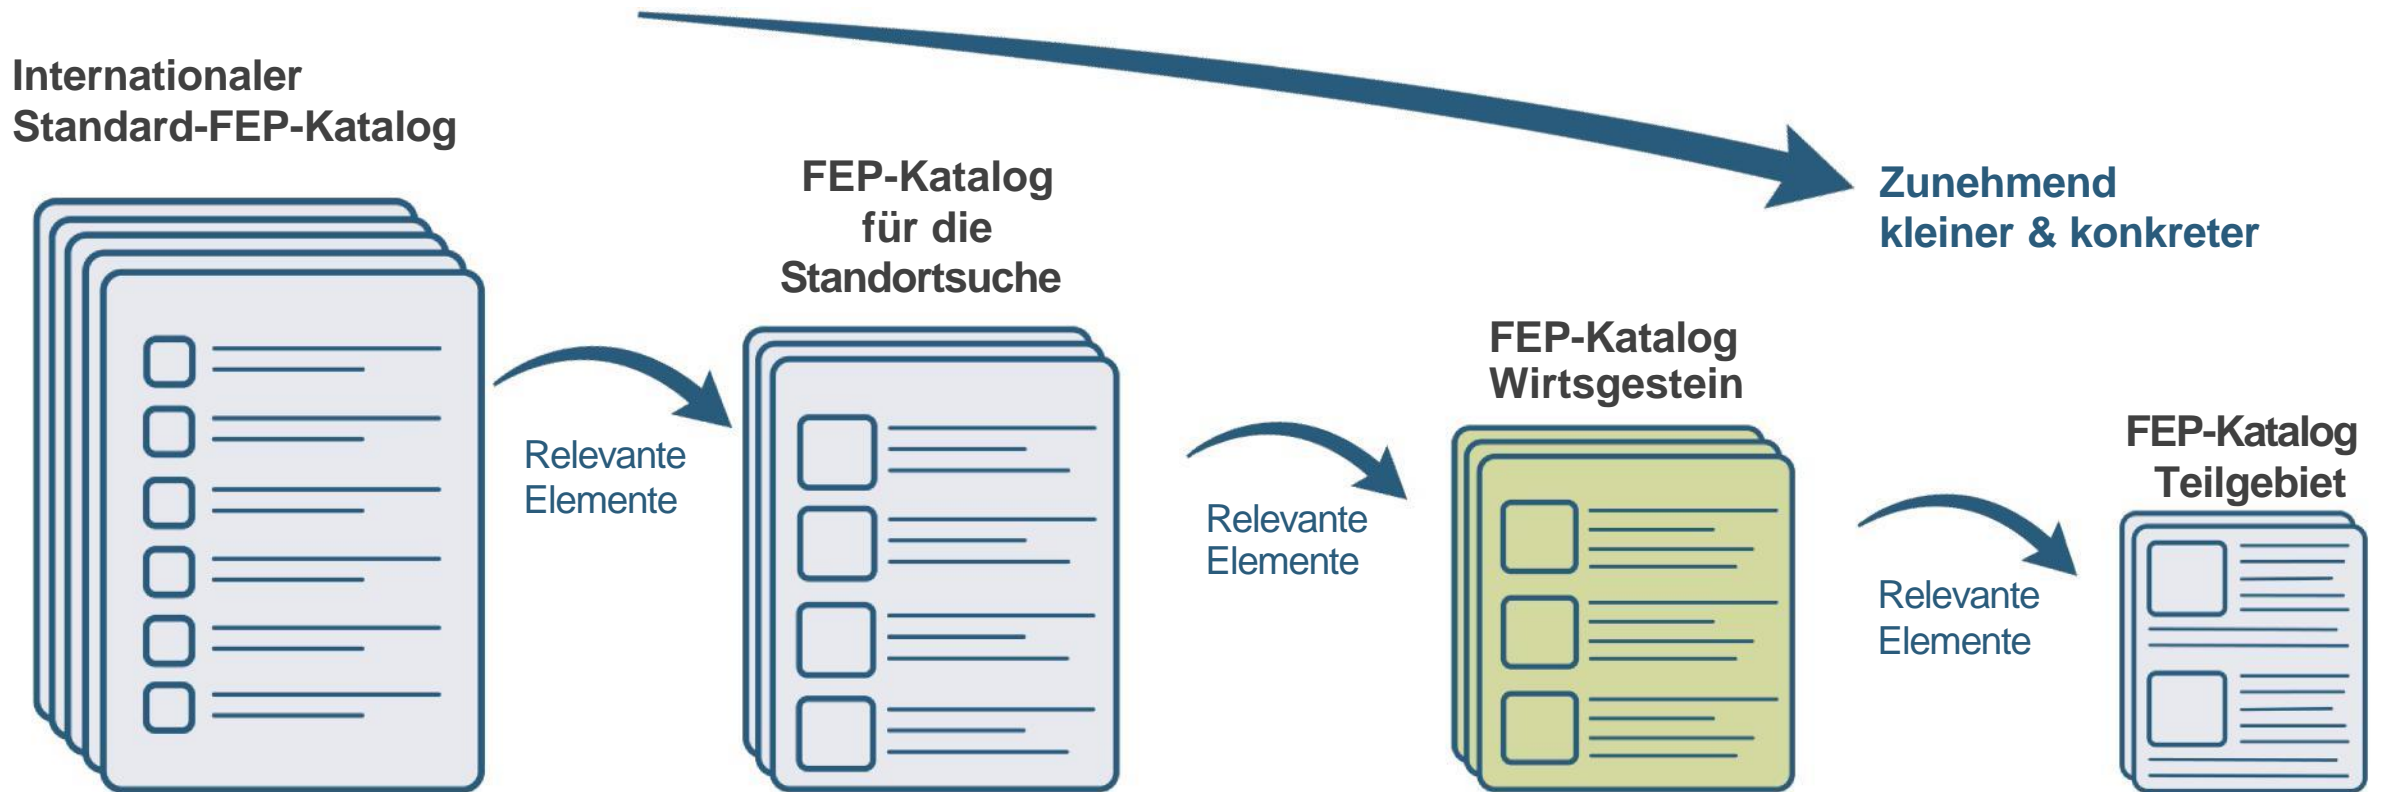 Internationaler
Standard-FEP-Katalog
FEP-Katalog
für die
Standortsuche
Zunehmend
kleiner & konkreter
FEP-Katalog
Wirtsgestein
FEP-Katalog
Teilgebiet
Relevante
Elemente
Relevante
Elemente
Relevante
Elemente